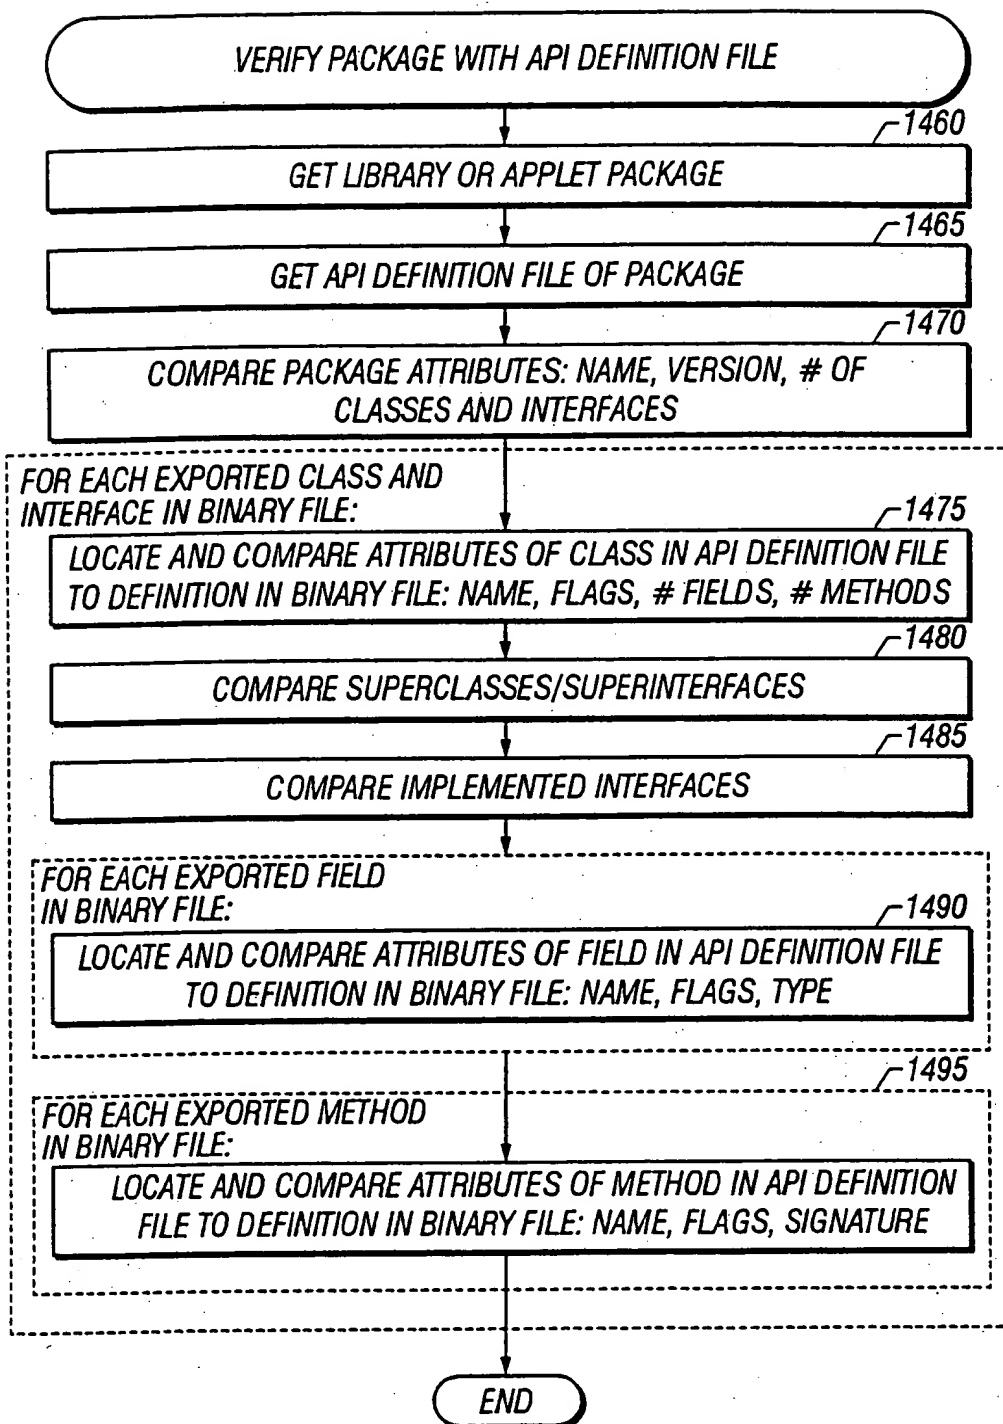 VERIFY PACKAGE WITH API DEFINITION FILE
1460
GET LIBRARY OR APPLET PACKAGE
1465
GET API DEFINITION FILE OF PACKAGE
1470
COMPARE PACKAGE ATTRIBUTES: NAME, VERSION, # OF
CLASSES AND INTERFACES
FOR EACH EXPORTED CLASS AND
INTERFACE IN BINARY FILE:
1475
LOCATE AND COMPARE ATTRIBUTES OF CLASS IN API DEFINITION FILE
TO DEFINITION IN BINARY FILE: NAME, FLAGS, # FIELDS, # METHODS
1480
COMPARE SUPERCLASSES/SUPERINTERFACES
1485
COMPARE IMPLEMENTED INTERFACES
FOR EACH EXPORTED FIELD
IN BINARY FILE:
1490
LOCATE AND COMPARE ATTRIBUTES OF FIELD IN API DEFINITION FILE
TO DEFINITION IN BINARY FILE: NAME, FLAGS, TYPE
1495
FOR EACH EXPORTED METHOD
IN BINARY FILE:
LOCATE AND COMPARE ATTRIBUTES OF METHOD IN API DEFINITION
FILE TO DEFINITION IN BINARY FILE: NAME, FLAGS, SIGNATURE
END